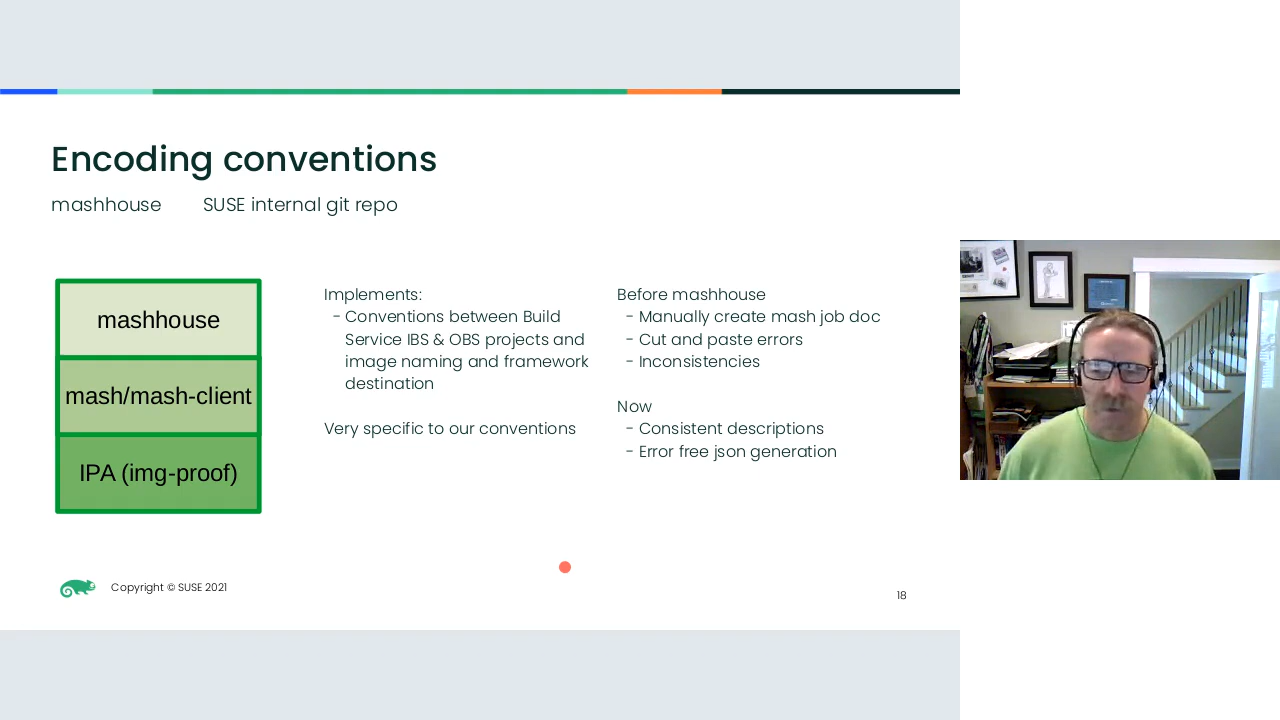 Encoding conventions
mashhouse SUSE internal git repo
mashhouse
mash/mash-client
IPA (img-proof)
Implements:
- Conventions between Build
Service IBS & OBS projects and
image naming and framework
destination
Very specific to our conventions
Before mashhouse
- Manually create mash job doc
- Cut and paste errors
- Inconsistencies
Now
- Consistent descriptions
- Error free json generation
Copyright © SUSE 2021
18